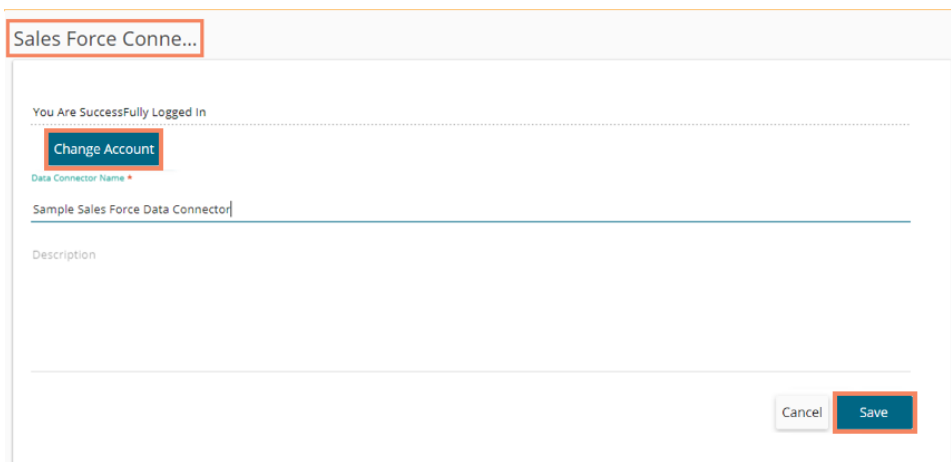 Sales Force Conne...
You Are SuccessFully Logged In
Change Account
Data Connector Name *
Sample Sales Force Data Connector
Description
Cancel Save